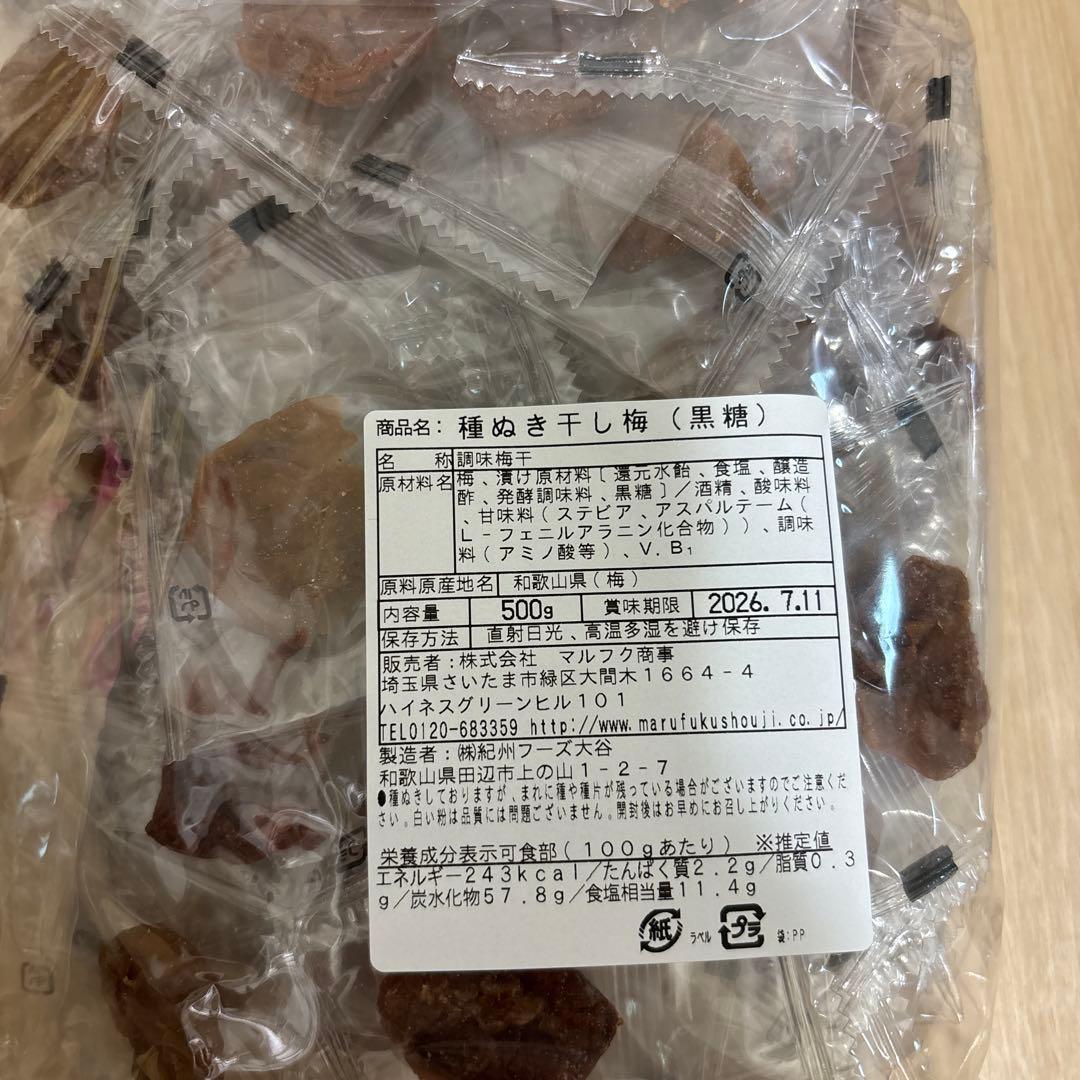 商品名：種ぬき干し梅（黒糖）
名　称 調味梅干
原材料名 梅、漬け原材料［還元水飴、食塩、醸造
酢、発酵調味料、黒糖］／酒精、酸味料
、甘味料（ステビア、アスパルテーム（
L－フェニルアラニン化合物））、調味
料（アミノ酸等）、V.B₁
原料原産地名 和歌山県（梅）
内容量 500g 賞味期限 2026.7.11
保存方法 直射日光、高温多湿を避け保存
販売者：株式会社　マルフク商事
埼玉県さいたま市緑区大間木１６６４－４
ハイネスグリーンヒル１０１
TEL0120-683359 http://www.marufukushouji.co.jp/
製造者：㈱紀州フーズ大谷
和歌山県田辺市上の山１－２－７
●種ぬきしておりますが、まれに種や種片が残っている場合がございますのでご注意くだ
さい。白い粉は品質には問題ございません。開封後はお早めにお召し上がりください。
栄養成分表示可食部（１００ｇあたり）　※推定値
エネルギー243kcal／たんぱく質2.2g／脂質0.3
g／炭水化物57.8g／食塩相当量11.4g
紙 ラベル プラ 袋：PP